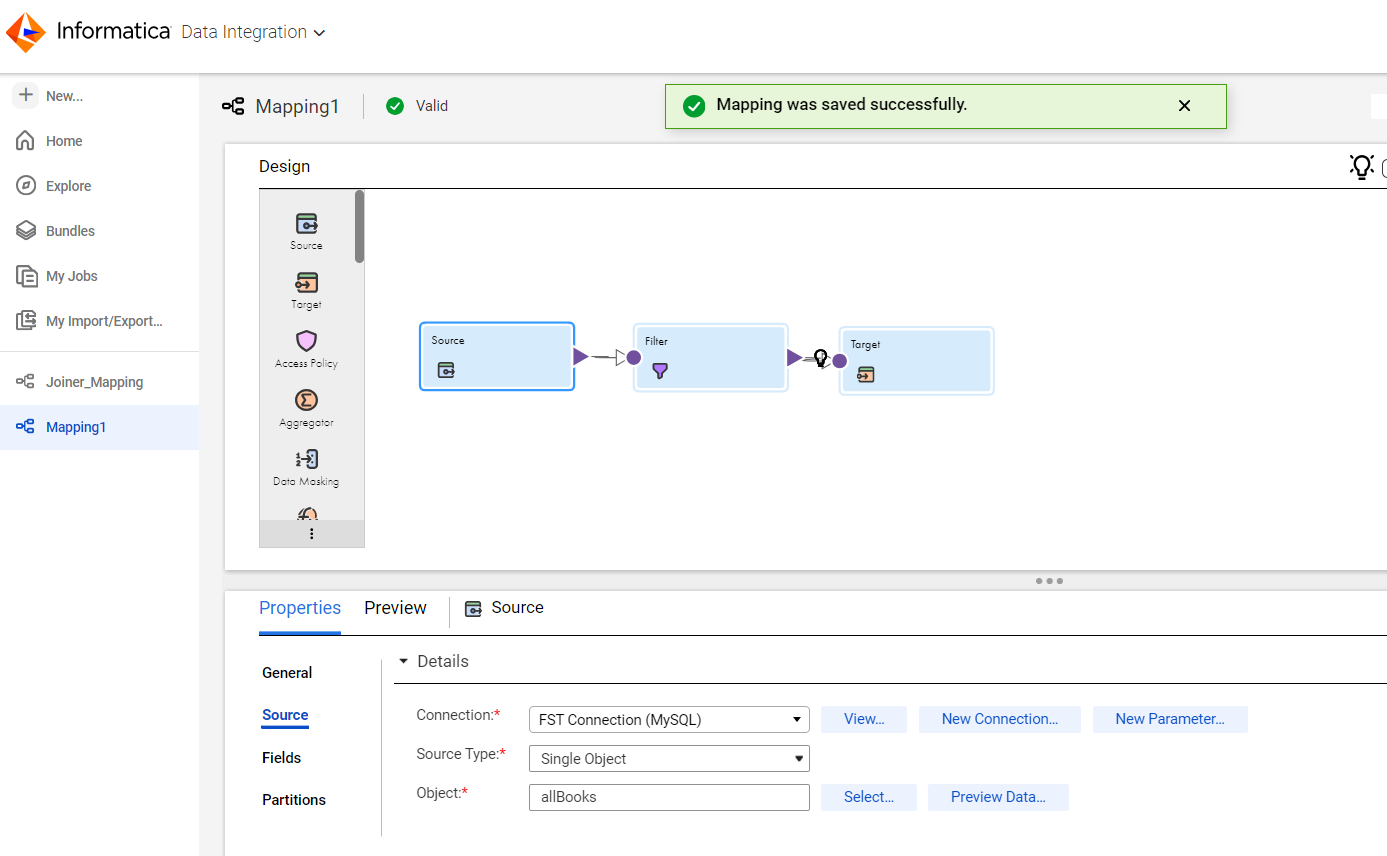 Informatica Data Integration
New...
Home
Explore
Bundles
My Jobs
My Import/Export...
Joiner_Mapping
Mapping1
Mapping1
Valid
Mapping was saved successfully.
Design
Source
Target
Access Policy
Aggregator
Data Masking
Source
Filter
Target
Properties Preview Source
General
Source
Fields
Partitions
Details
Connection:* FST Connection (MySQL) View... New Connection... New Parameter...
Source Type:* Single Object
Object:* allBooks Select... Preview Data...